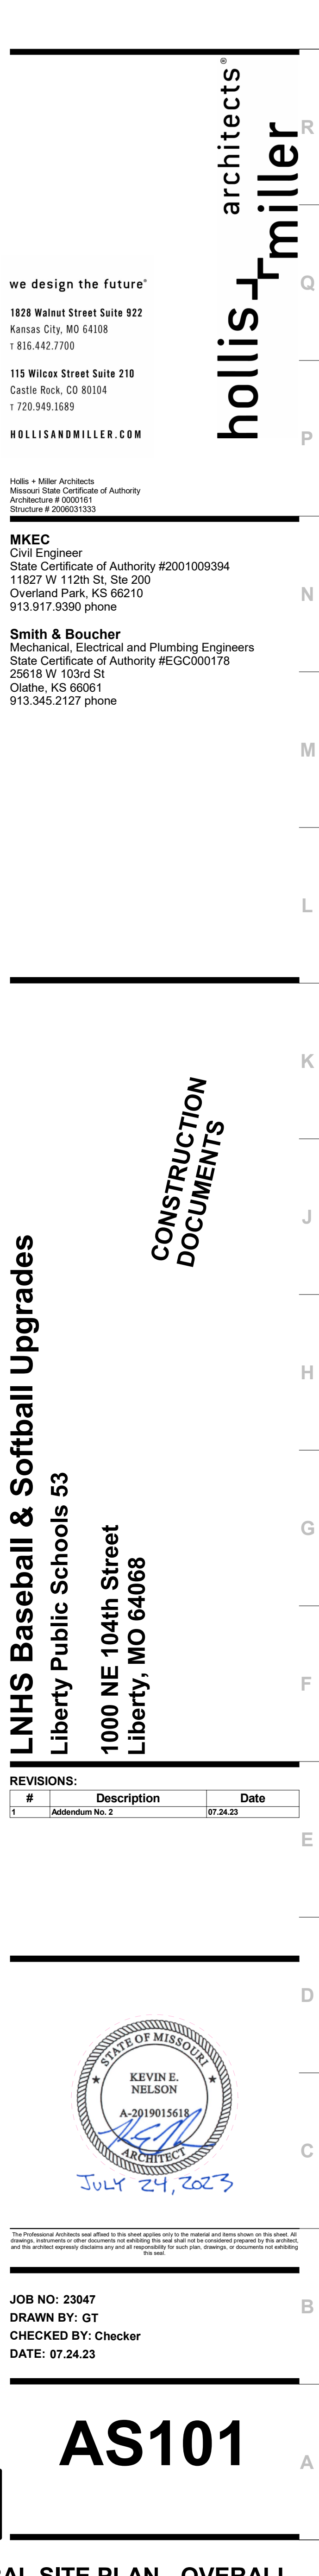 hollis+miller
architects®
we design the future®
1828 Walnut Street Suite 922
Kansas City, MO 64108
T 816.442.7700
115 Wilcox Street Suite 210
Castle Rock, CO 80104
T 720.949.1689
HOLLISANDMILLER.COM
Hollis + Miller Architects
Missouri State Certificate of Authority
Architecture # 0000161
Structure # 2006031333
MKEC
Civil Engineer
State Certificate of Authority #2001009394
11827 W 112th St, Ste 200
Overland Park, KS 66210
913.917.9390 phone
Smith & Boucher
Mechanical, Electrical and Plumbing Engineers
State Certificate of Authority #EGC000178
25618 W 103rd St
Olathe, KS 66061
913.345.2127 phone
CONSTRUCTION
DOCUMENTS
LNHS Baseball & Softball Upgrades
Liberty Public Schools 53
1000 NE 104th Street
Liberty, MO 64068
REVISIONS:
# Description Date
1 Addendum No. 2 07.24.23
STATE OF MISSOURI
KEVIN E.
NELSON
A-2019015618
ARCHITECT
JULY 24, 2023
The Professional Architects seal affixed to this sheet applies only to the material and items shown on this sheet. All
drawings, instruments or other documents not exhibiting this seal shall not be considered prepared by this architect,
and this architect expressly disclaims any and all responsibility for such plan, drawings, or documents not exhibiting
this seal.
JOB NO: 23047
DRAWN BY: GT
CHECKED BY: Checker
DATE: 07.24.23
AS101
R
Q
P
N
M
L
K
J
H
G
F
E
D
C
B
A